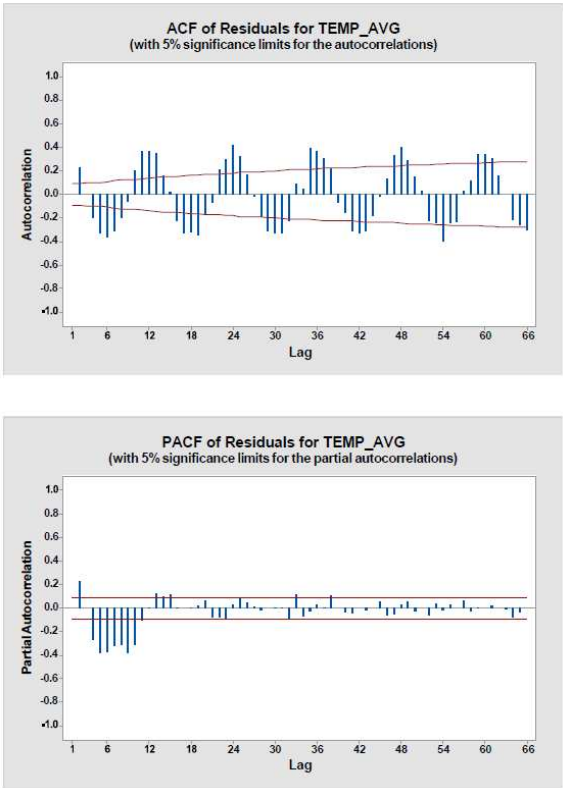 ACF of Residuals for TEMP_AVG
(with 5% significance limits for the autocorrelations)
1.0
0.8
0.6
0.4
0.2
0.0
-0.2
-0.4
-0.6
-0.8
-1.0
Autocorrelation
1 6 12 18 24 30 36 42 48 54 60 66
Lag
PACF of Residuals for TEMP_AVG
(with 5% significance limits for the partial autocorrelations)
1.0
0.8
0.6
0.4
0.2
0.0
-0.2
-0.4
-0.6
-0.8
-1.0
Partial Autocorrelation
1 6 12 18 24 30 36 42 48 54 60 66
Lag